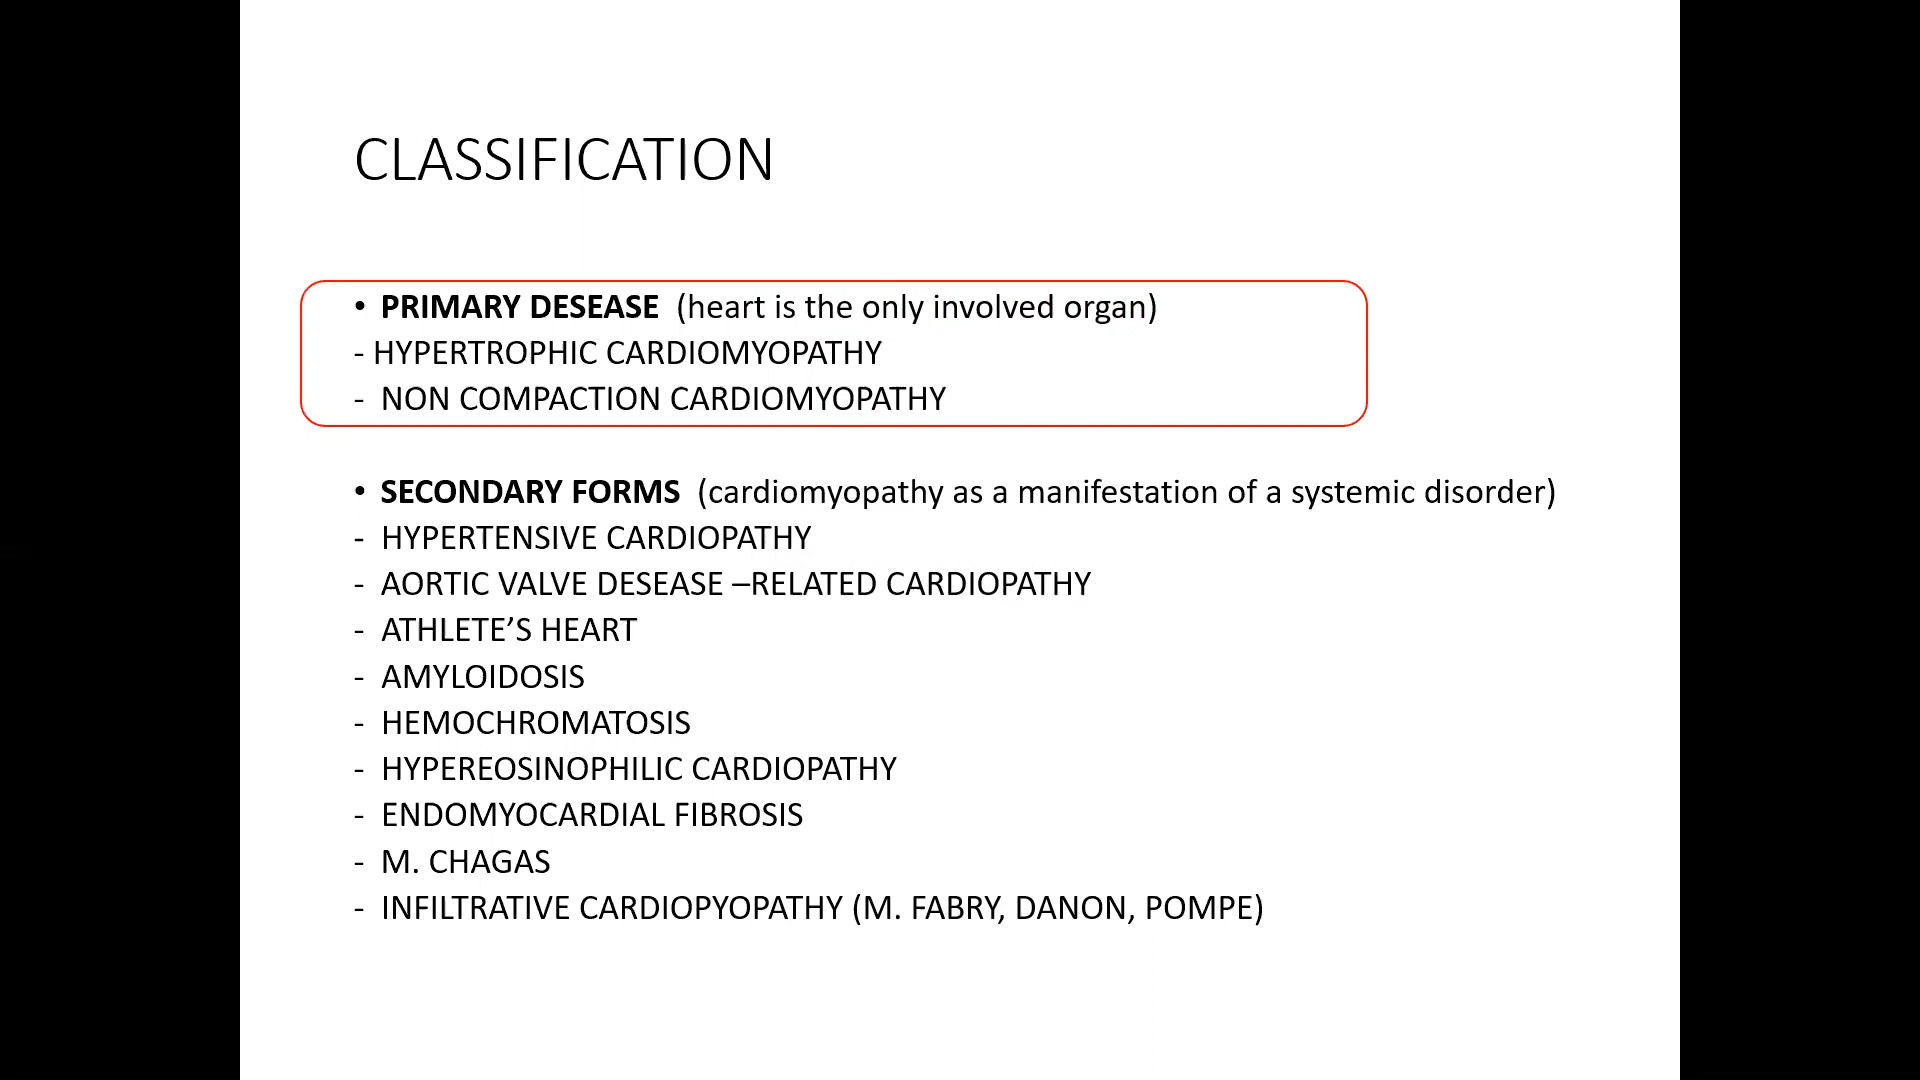 CLASSIFICATION
• PRIMARY DESEASE (heart is the only involved organ)
- HYPERTROPHIC CARDIOMYOPATHY
- NON COMPACTION CARDIOMYOPATHY
• SECONDARY FORMS (cardiomyopathy as a manifestation of a systemic disorder)
- HYPERTENSIVE CARDIOPATHY
- AORTIC VALVE DESEASE –RELATED CARDIOPATHY
- ATHLETE’S HEART
- AMYLOIDOSIS
- HEMOCHROMATOSIS
- HYPEREOSINOPHILIC CARDIOPATHY
- ENDOMYOCARDIAL FIBROSIS
- M. CHAGAS
- INFILTRATIVE CARDIOPYOPATHY (M. FABRY, DANON, POMPE)